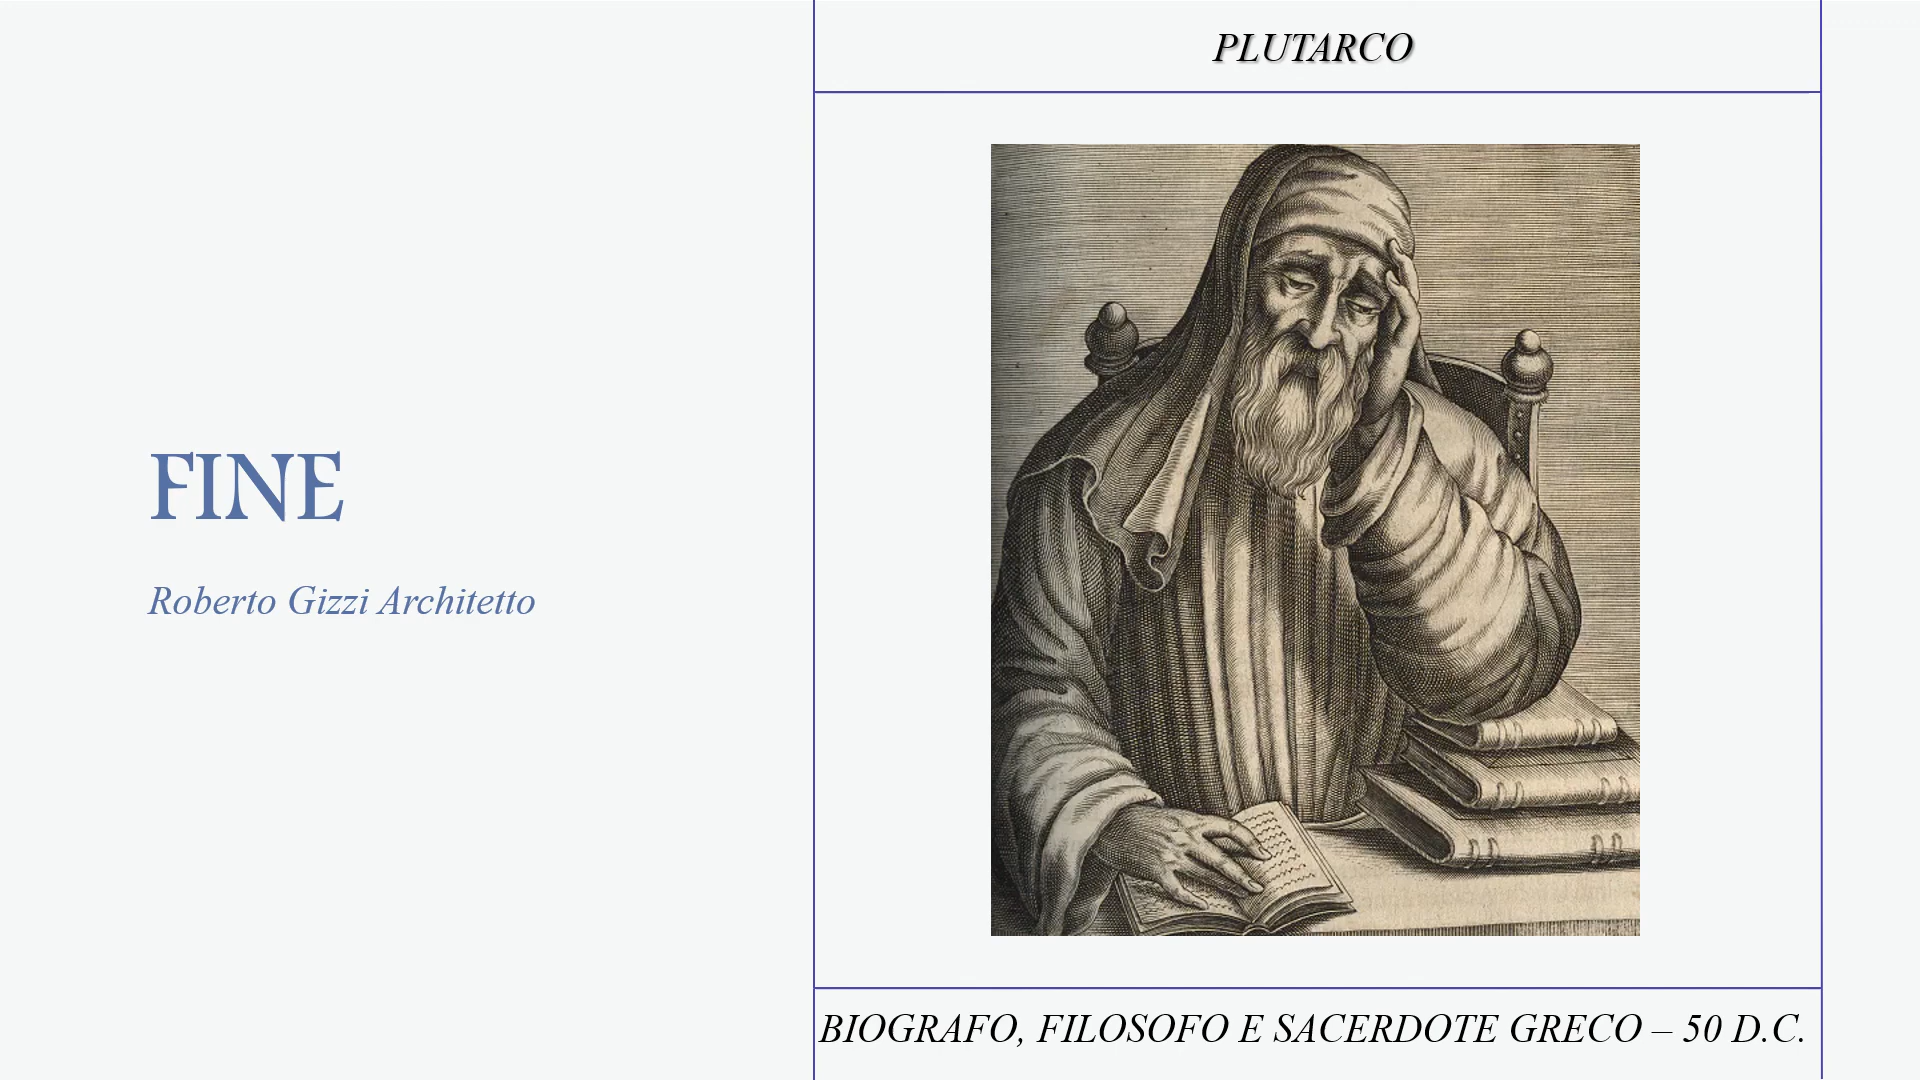 FINE
Roberto Gizzi Architetto
PLUTARCO
BIOGRAFO, FILOSOFO E SACERDOTE GRECO – 50 D.C.